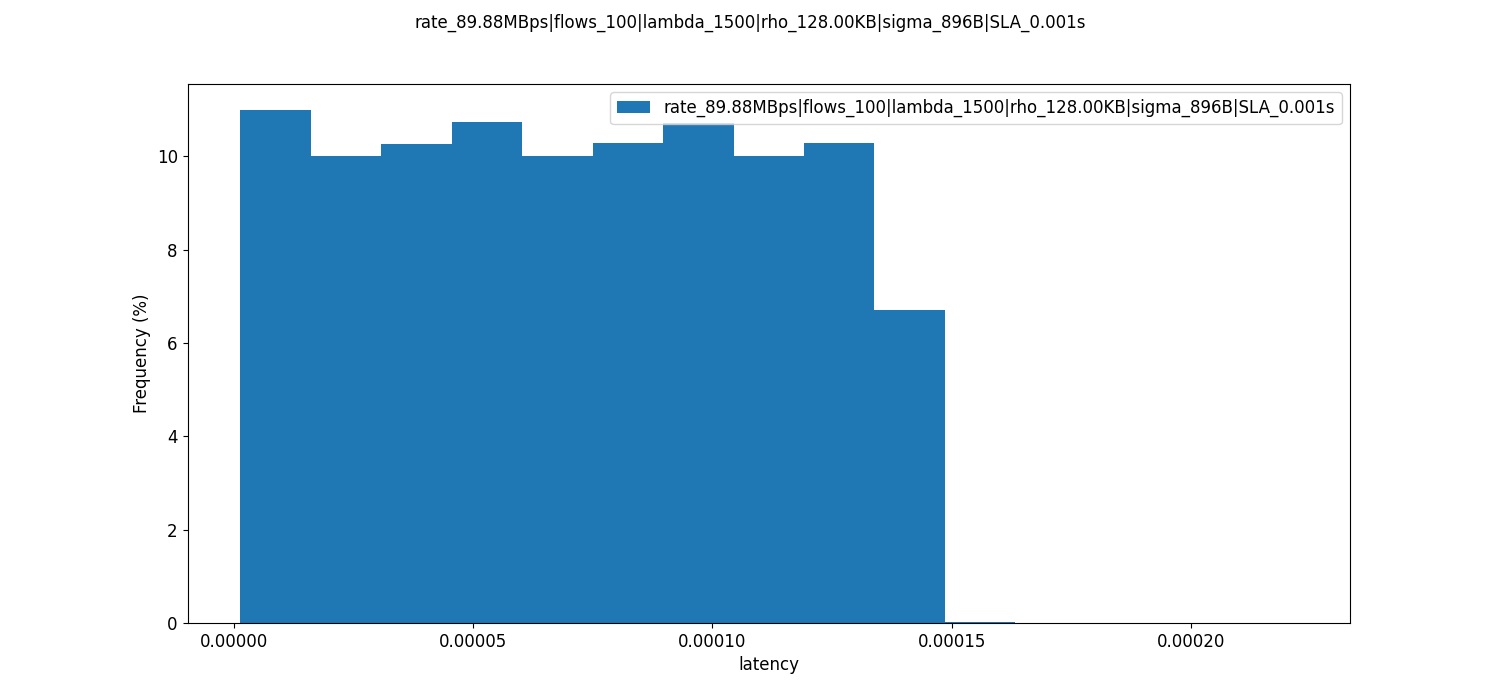 rate_89.88MBps|flows_100|lambda_1500|rho_128.00KB|sigma_896B|SLA_0.001s
rate_89.88MBps|flows_100|lambda_1500|rho_128.00KB|sigma_896B|SLA_0.001s
Frequency (%)
10
8
6
4
2
0
0.00000 0.00005 0.00010 0.00015 0.00020
latency